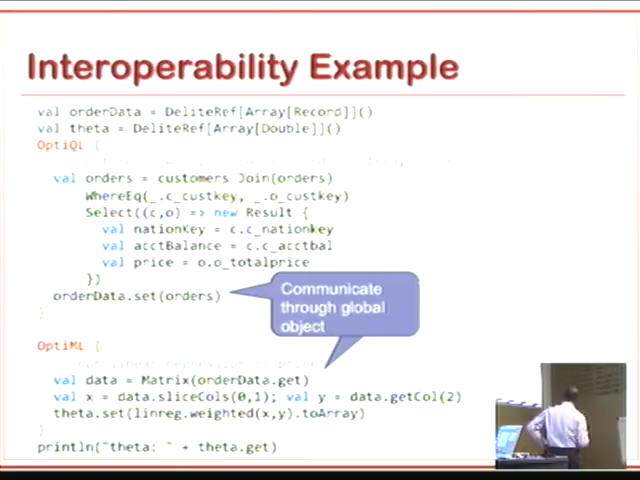 Interoperability Example
val orderData = DeliteRef[Array[Record]]()
val theta = DeliteRef[Array[Double]]()
OptiQL {
val orders = customers Join(orders)
WhereEq(_.c_custkey, _.o_custkey)
Select((c,o) => new Result {
val nationKey = c.c_nationkey
val acctBalance = c.c_acctbal
val price = o.o_totalprice
})
orderData.set(orders)
}
Communicate
through global
object
OptiML {
val data = Matrix(orderData.get)
val x = data.sliceCols(0,1); val y = data.getCol(2)
theta.set(linreg.weighted(x,y).toArray)
}
println("theta: " + theta.get)